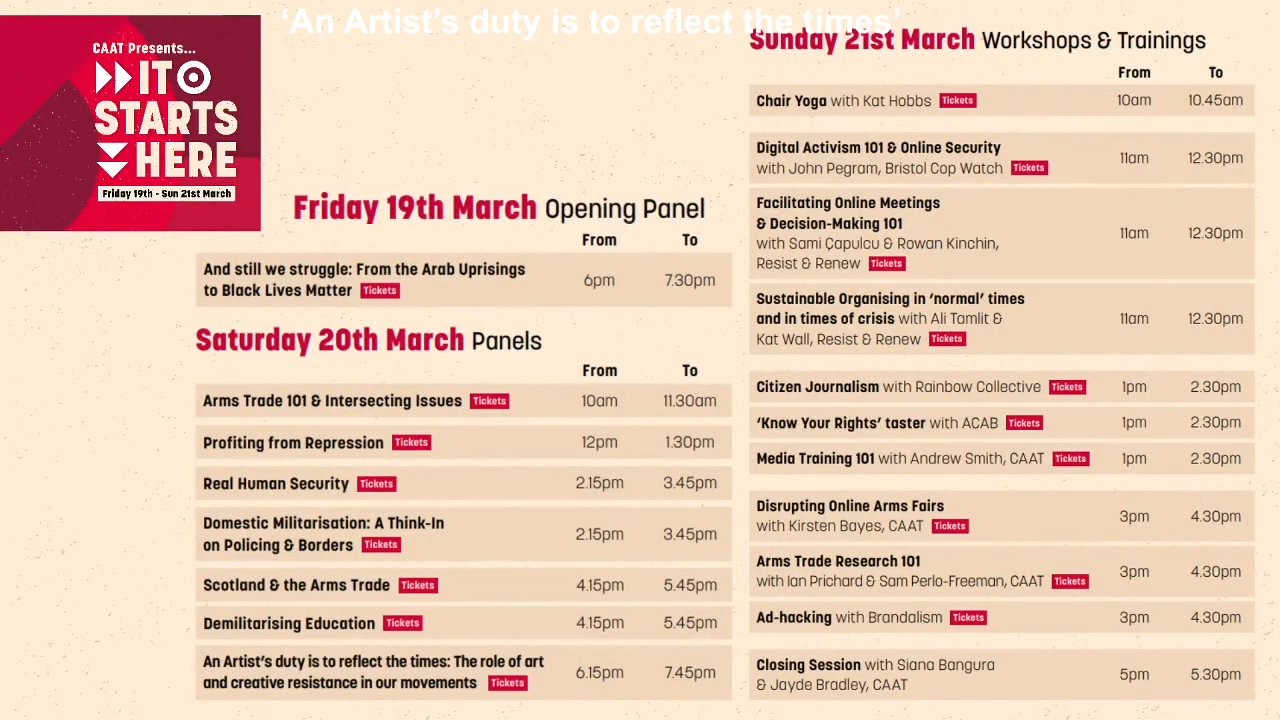 'An Artist's duty is to reflect the times'
CAAT Presents...
IT
STARTS
HERE
Friday 19th - Sun 21st March
Friday 19th March Opening Panel
From To
And still we struggle: From the Arab Uprisings
to Black Lives Matter Tickets 6pm 7.30pm
Saturday 20th March Panels
From To
Arms Trade 101 & Intersecting Issues Tickets 10am 11.30am
Profiting from Repression Tickets 12pm 1.30pm
Real Human Security Tickets 2.15pm 3.45pm
Domestic Militarisation: A Think-In
on Policing & Borders Tickets 2.15pm 3.45pm
Scotland & the Arms Trade Tickets 4.15pm 5.45pm
Demilitarising Education Tickets 4.15pm 5.45pm
An Artist's duty is to reflect the times: The role of art
and creative resistance in our movements Tickets 6.15pm 7.45pm
Sunday 21st March Workshops & Trainings
From To
Chair Yoga with Kat Hobbs Tickets 10am 10.45am
Digital Activism 101 & Online Security
with John Pegram, Bristol Cop Watch Tickets 11am 12.30pm
Facilitating Online Meetings
& Decision-Making 101
with Sami Çapulcu & Rowan Kinchin,
Resist & Renew Tickets 11am 12.30pm
Sustainable Organising in 'normal' times
and in times of crisis with Ali Tamlit &
Kat Wall, Resist & Renew Tickets 11am 12.30pm
Citizen Journalism with Rainbow Collective Tickets 1pm 2.30pm
'Know Your Rights' taster with ACAB Tickets 1pm 2.30pm
Media Training 101 with Andrew Smith, CAAT Tickets 1pm 2.30pm
Disrupting Online Arms Fairs
with Kirsten Bayes, CAAT Tickets 3pm 4.30pm
Arms Trade Research 101
with Ian Prichard & Sam Perlo-Freeman, CAAT Tickets 3pm 4.30pm
Ad-hacking with Brandalism Tickets 3pm 4.30pm
Closing Session with Siana Bangura
& Jayde Bradley, CAAT 5pm 5.30pm